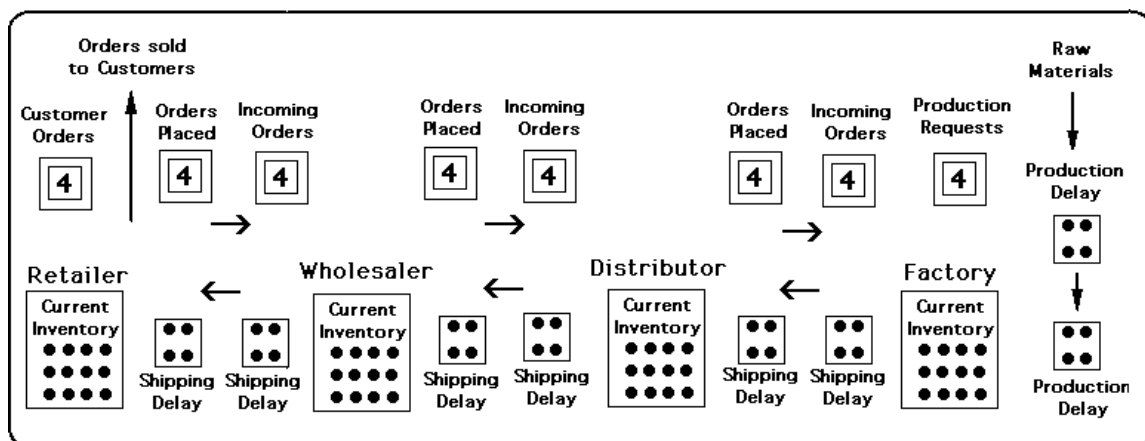 Orders sold
to Customers
Raw
Materials
Customer
Orders
Orders
Placed
Incoming
Orders
Orders
Placed
Incoming
Orders
Orders
Placed
Incoming
Orders
Production
Requests
4
4
4
4
4
4
4
4
Production
Delay
Retailer
Wholesaler
Distributor
Factory
Current
Inventory
Current
Inventory
Current
Inventory
Current
Inventory
Shipping
Delay
Shipping
Delay
Shipping
Delay
Shipping
Delay
Shipping
Delay
Shipping
Delay
Production
Delay